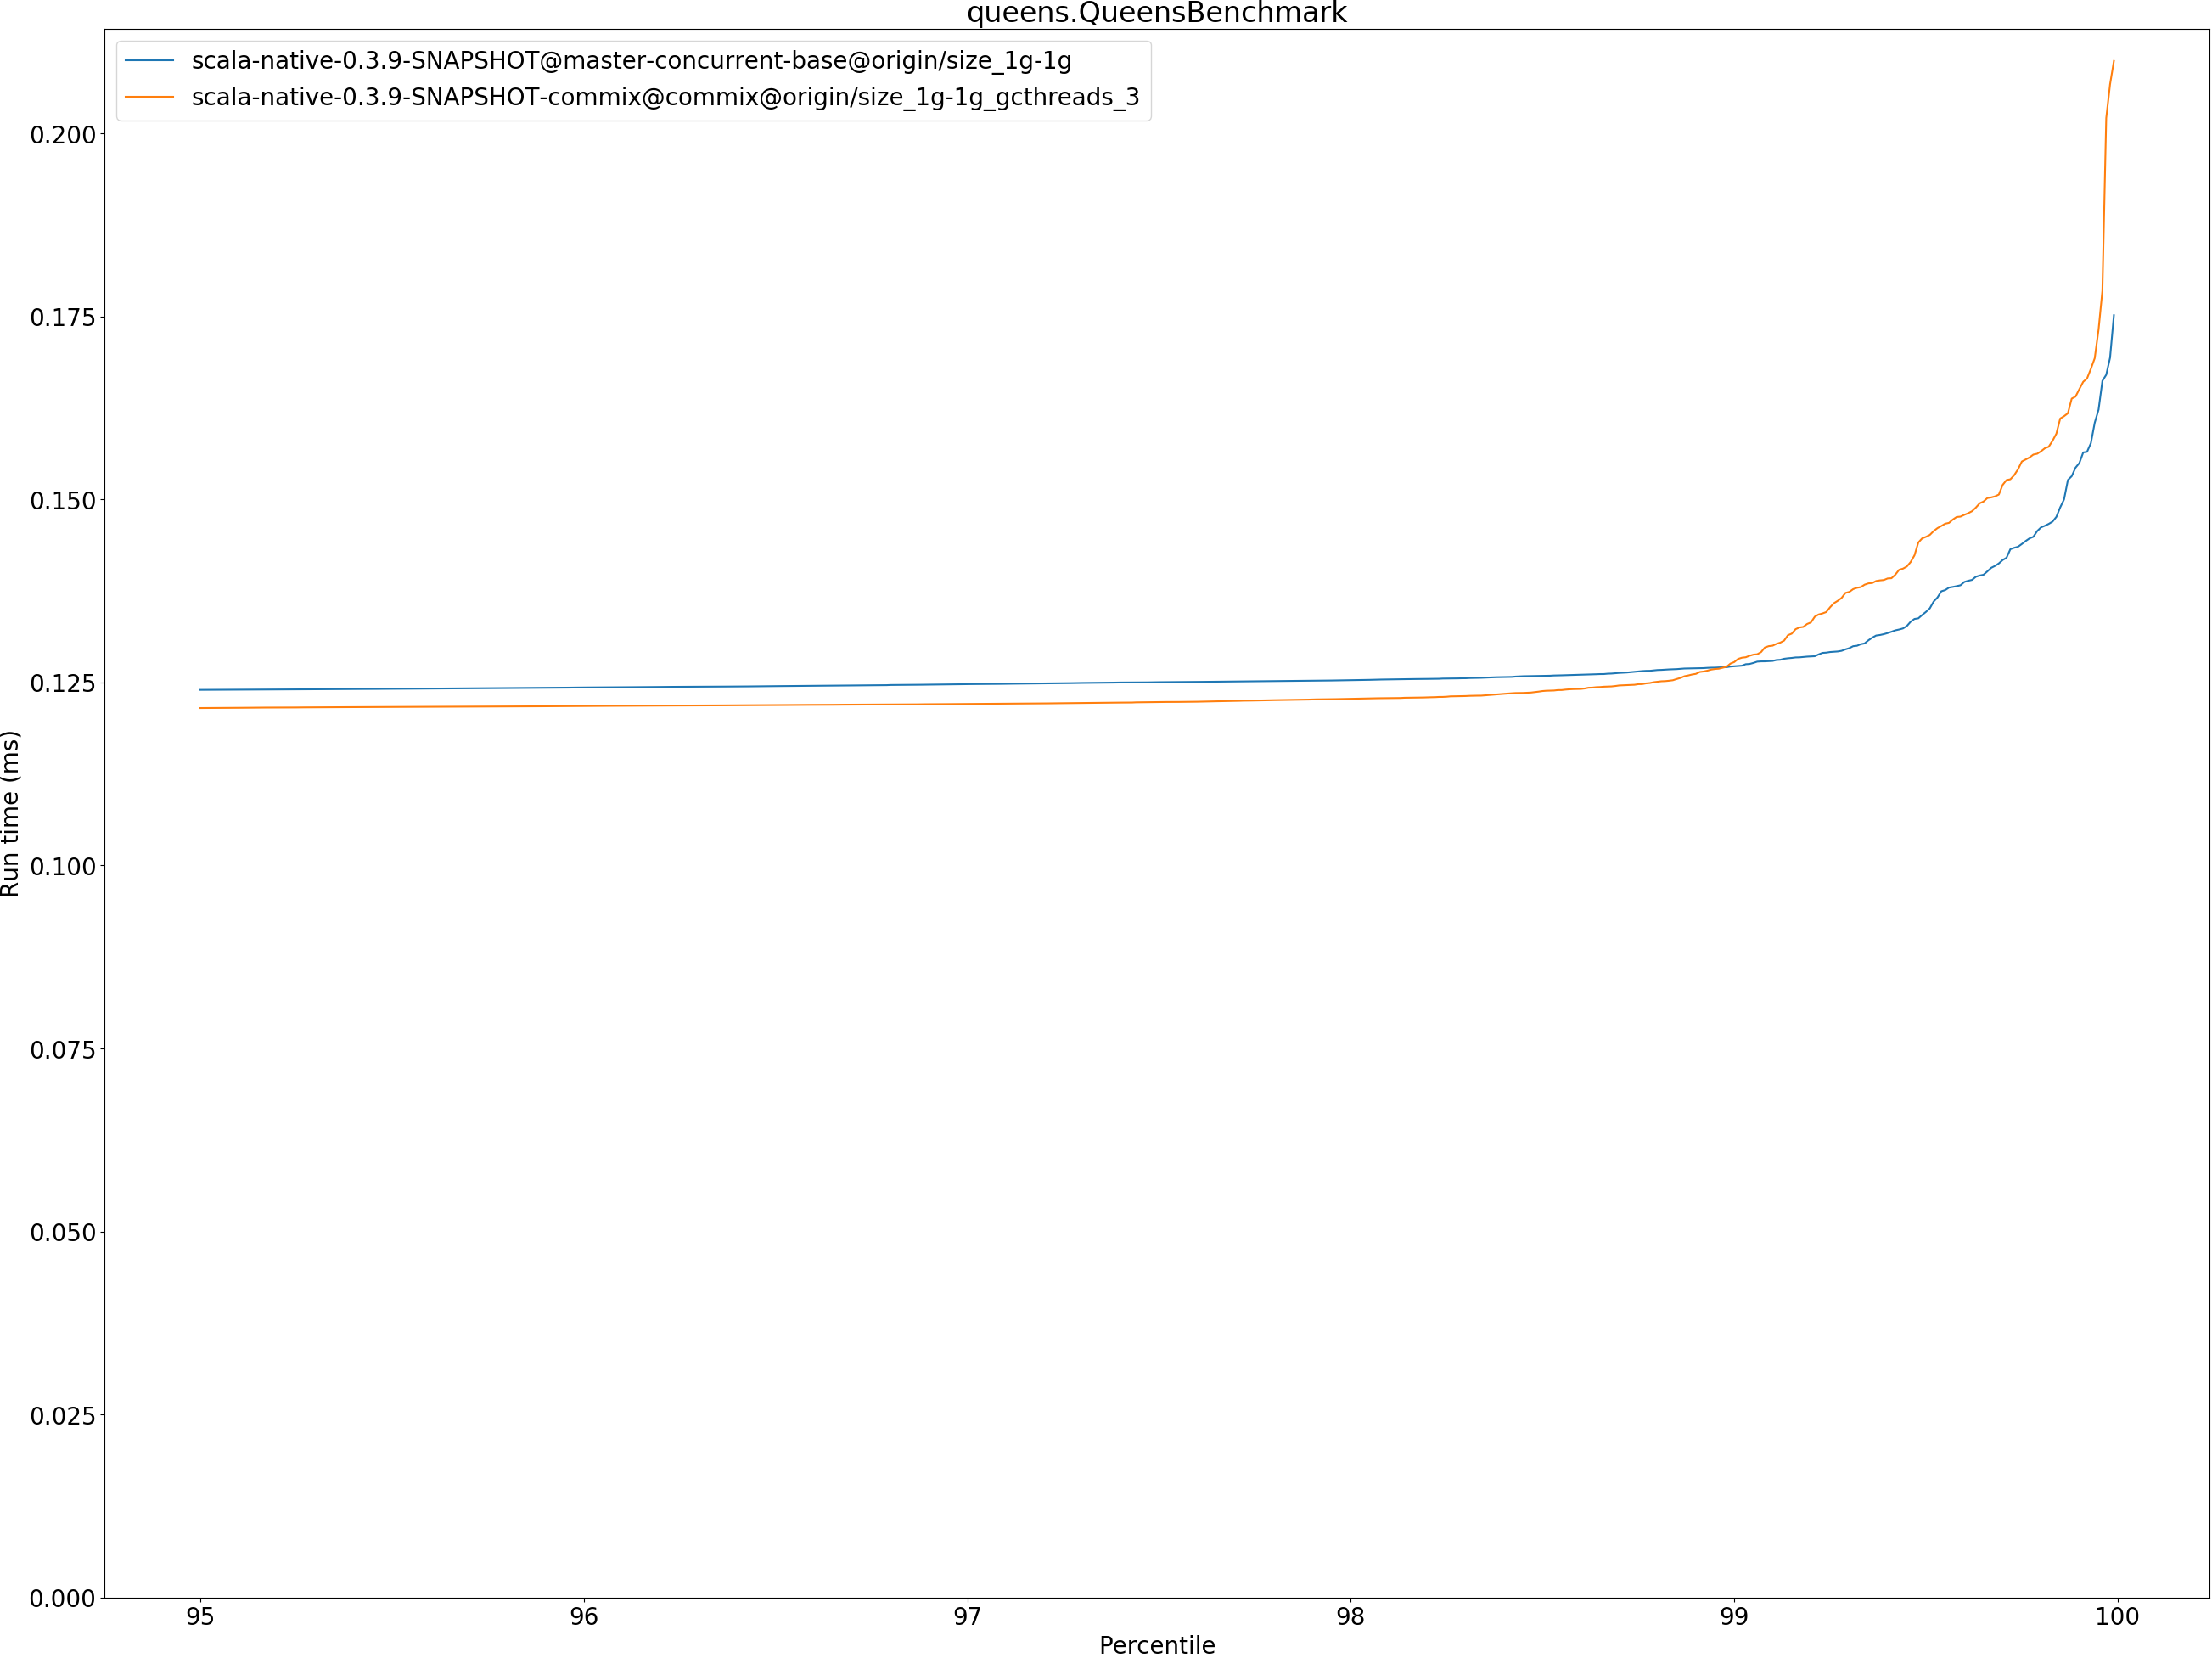 queens.QueensBenchmark
scala-native-0.3.9-SNAPSHOT@master-concurrent-base@origin/size_1g-1g
scala-native-0.3.9-SNAPSHOT-commix@commix@origin/size_1g-1g_gcthreads_3
0.200
0.175
0.150
0.125
0.100
0.075
0.050
0.025
0.000
Run time (ms)
95 96 97 98 99 100
Percentile